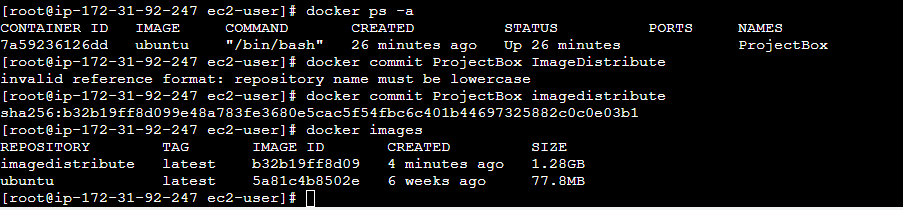 [root@ip-172-31-92-247 ec2-user]# docker ps -a
CONTAINER ID   IMAGE     COMMAND       CREATED          STATUS          PORTS     NAMES
7a59236126dd   ubuntu    "/bin/bash"   26 minutes ago   Up 26 minutes             ProjectBox
[root@ip-172-31-92-247 ec2-user]# docker commit ProjectBox ImageDistribute
invalid reference format: repository name must be lowercase
[root@ip-172-31-92-247 ec2-user]# docker commit ProjectBox imagedistribute
sha256:b32b19ff8d099e48a783fe3680e5cac5f54fbc6c401b44697325882c0c0e03b1
[root@ip-172-31-92-247 ec2-user]# docker images
REPOSITORY        TAG       IMAGE ID       CREATED         SIZE
imagedistribute   latest    b32b19ff8d09   4 minutes ago   1.28GB
ubuntu            latest    5a81c4b8502e   6 weeks ago     77.8MB
[root@ip-172-31-92-247 ec2-user]#